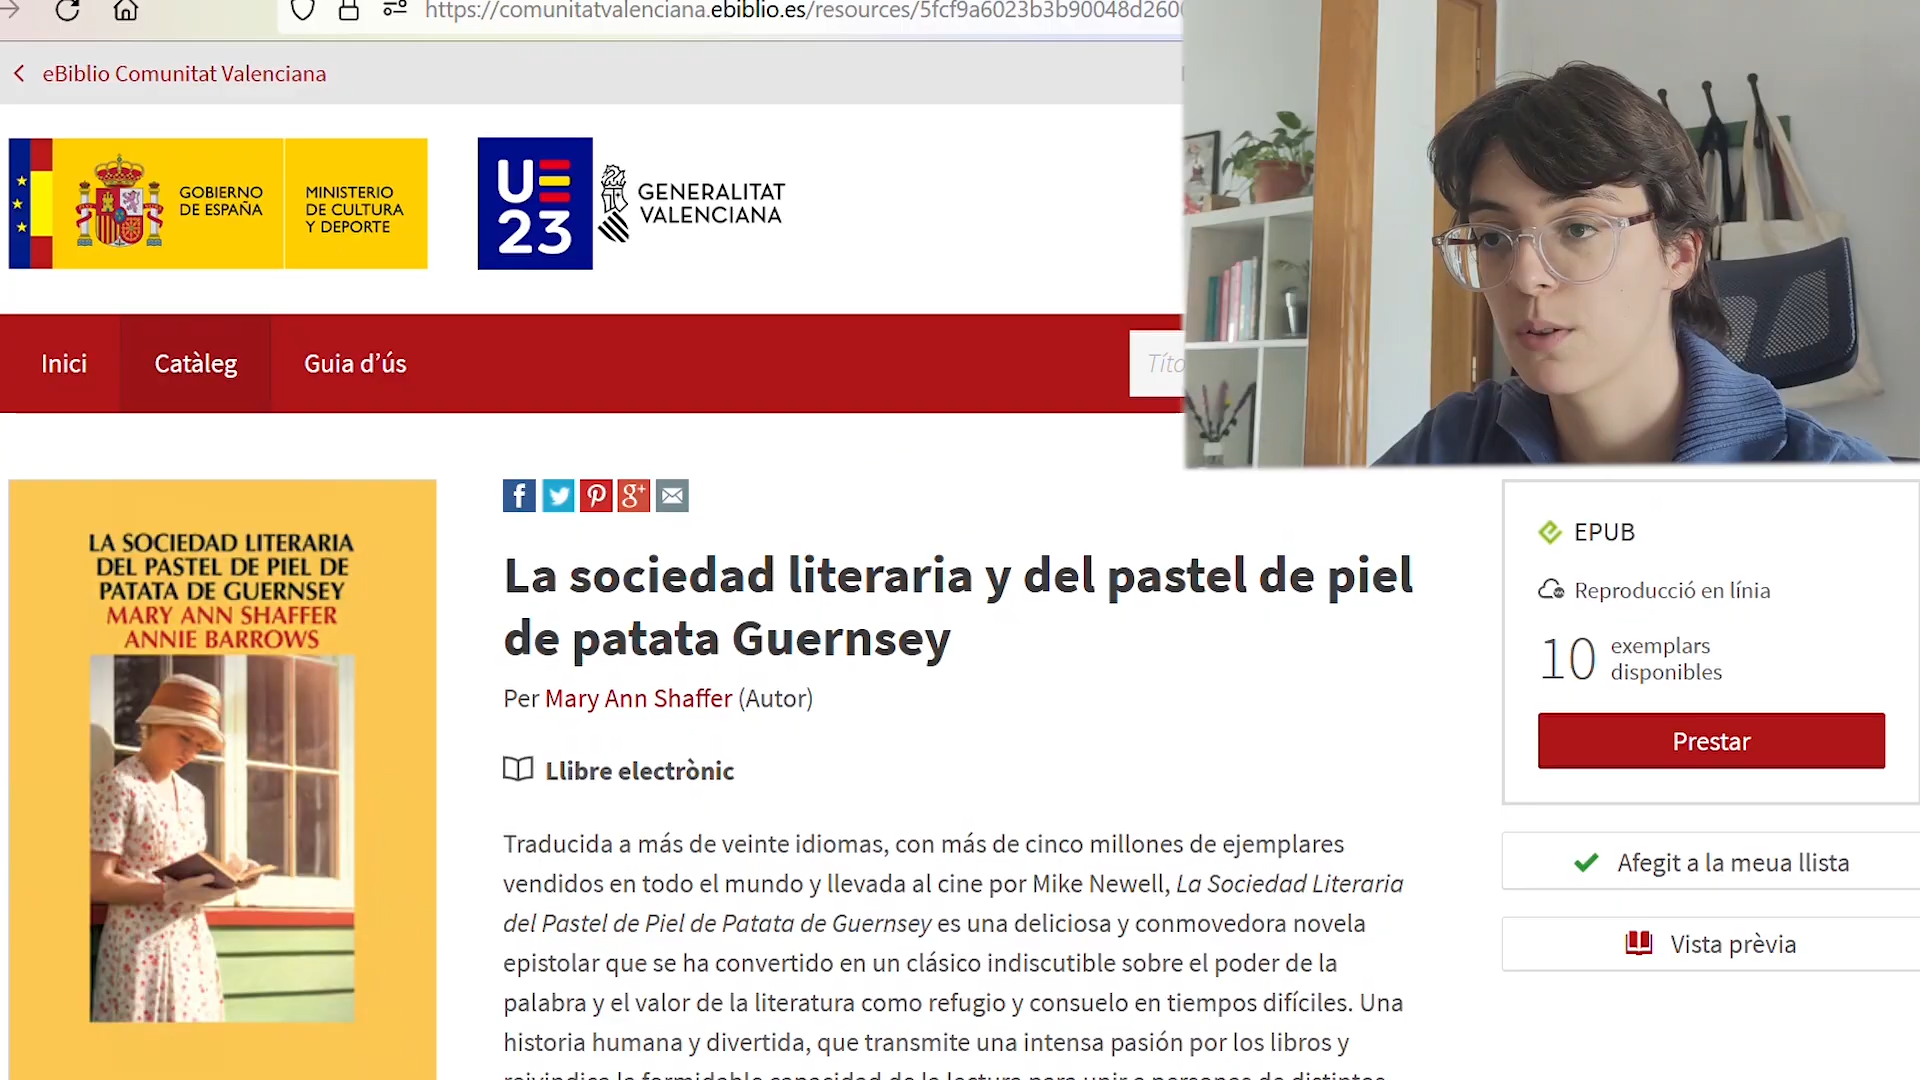 https://comunitatvalenciana.ebiblio.es/resources/5fcf9a6023b3b90048d260
eBiblio Comunitat Valenciana
GOBIERNO
DE ESPAÑA
MINISTERIO
DE CULTURA
Y DEPORTE
UE
23
GENERALITAT
VALENCIANA
Inici
Catàleg
Guia d’ús
Títo
LA SOCIEDAD LITERARIA
DEL PASTEL DE PIEL DE
PATATA DE GUERNSEY
MARY ANN SHAFFER
ANNIE BARROWS
La sociedad literaria y del pastel de piel
de patata Guernsey
Per Mary Ann Shaffer (Autor)
Llibre electrònic
Traducida a más de veinte idiomas, con más de cinco millones de ejemplares
vendidos en todo el mundo y llevada al cine por Mike Newell, La Sociedad Literaria
del Pastel de Piel de Patata de Guernsey es una deliciosa y conmovedora novela
epistolar que se ha convertido en un clásico indiscutible sobre el poder de la
palabra y el valor de la literatura como refugio y consuelo en tiempos difíciles. Una
historia humana y divertida, que transmite una intensa pasión por los libros y
EPUB
Reproducció en línia
10 exemplars
disponibles
Prestar
Afegit a la meua llista
Vista prèvia